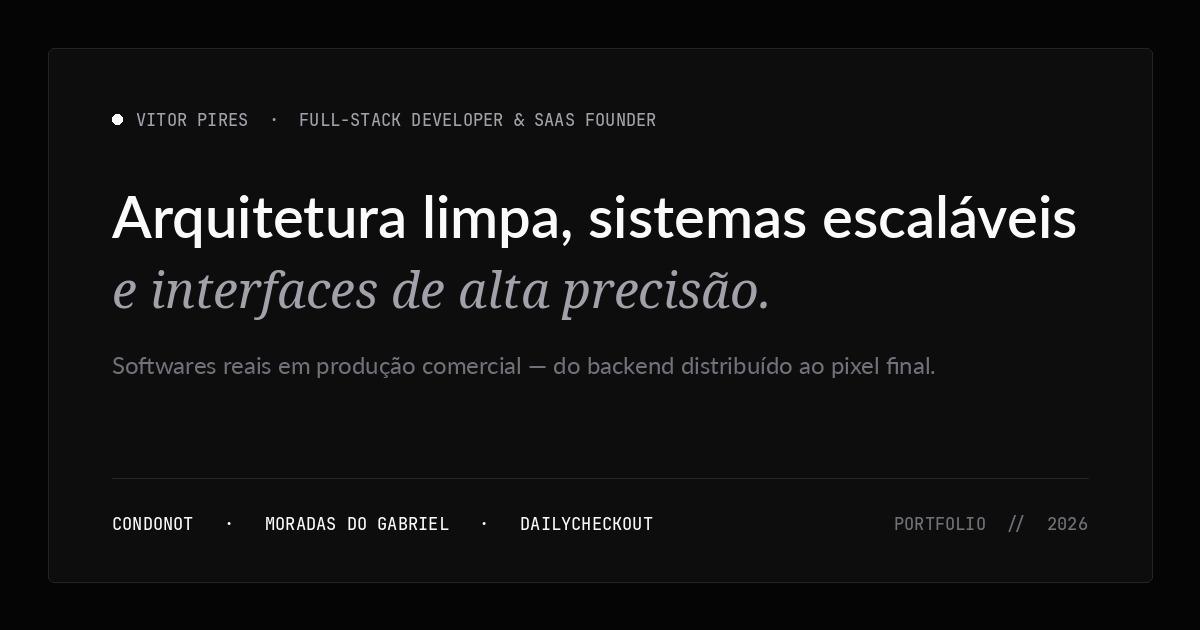 VITOR PIRES · FULL-STACK DEVELOPER & SAAS FOUNDER
Arquitetura limpa, sistemas escaláveis
e interfaces de alta precisão.
Softwares reais em produção comercial — do backend distribuído ao pixel final.
CONDONOT · MORADAS DO GABRIEL · DAILYCHECKOUT
PORTFOLIO // 2026